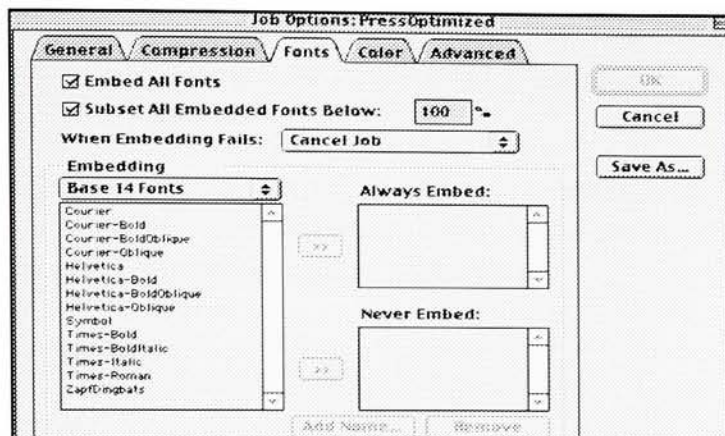 Job Options: PressOptimized
General Compression Fonts Color Advanced
Embed All Fonts
Subset All Embedded Fonts Below: 100 %
When Embedding Fails: Cancel Job
OK
Cancel
Save As...
Embedding
Base 14 Fonts
Courier
Courier-Bold
Courier-BoldOblique
Courier-Oblique
Helvetica
Helvetica-Bold
Helvetica-BoldOblique
Helvetica-Oblique
Symbol
Times-Bold
Times-BoldItalic
Times-Italic
Times-Roman
ZapfDingbats
>>
Always Embed:
>>
Never Embed:
Add Name... Remove